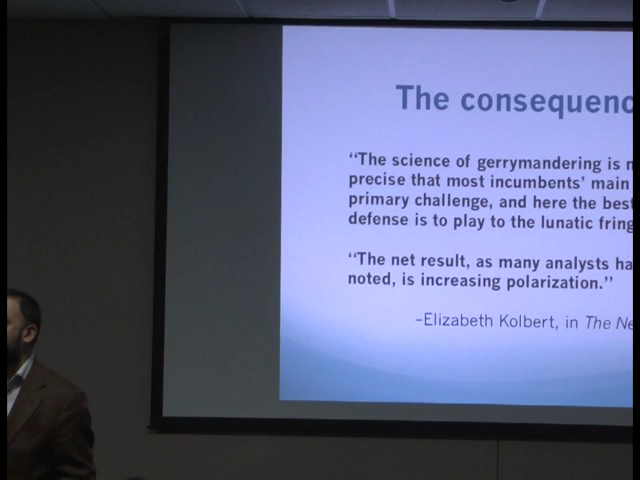 The consequenc
“The science of gerrymandering is n
precise that most incumbents’ main
primary challenge, and here the best
defense is to play to the lunatic fring
“The net result, as many analysts ha
noted, is increasing polarization.”
–Elizabeth Kolbert, in The Ne